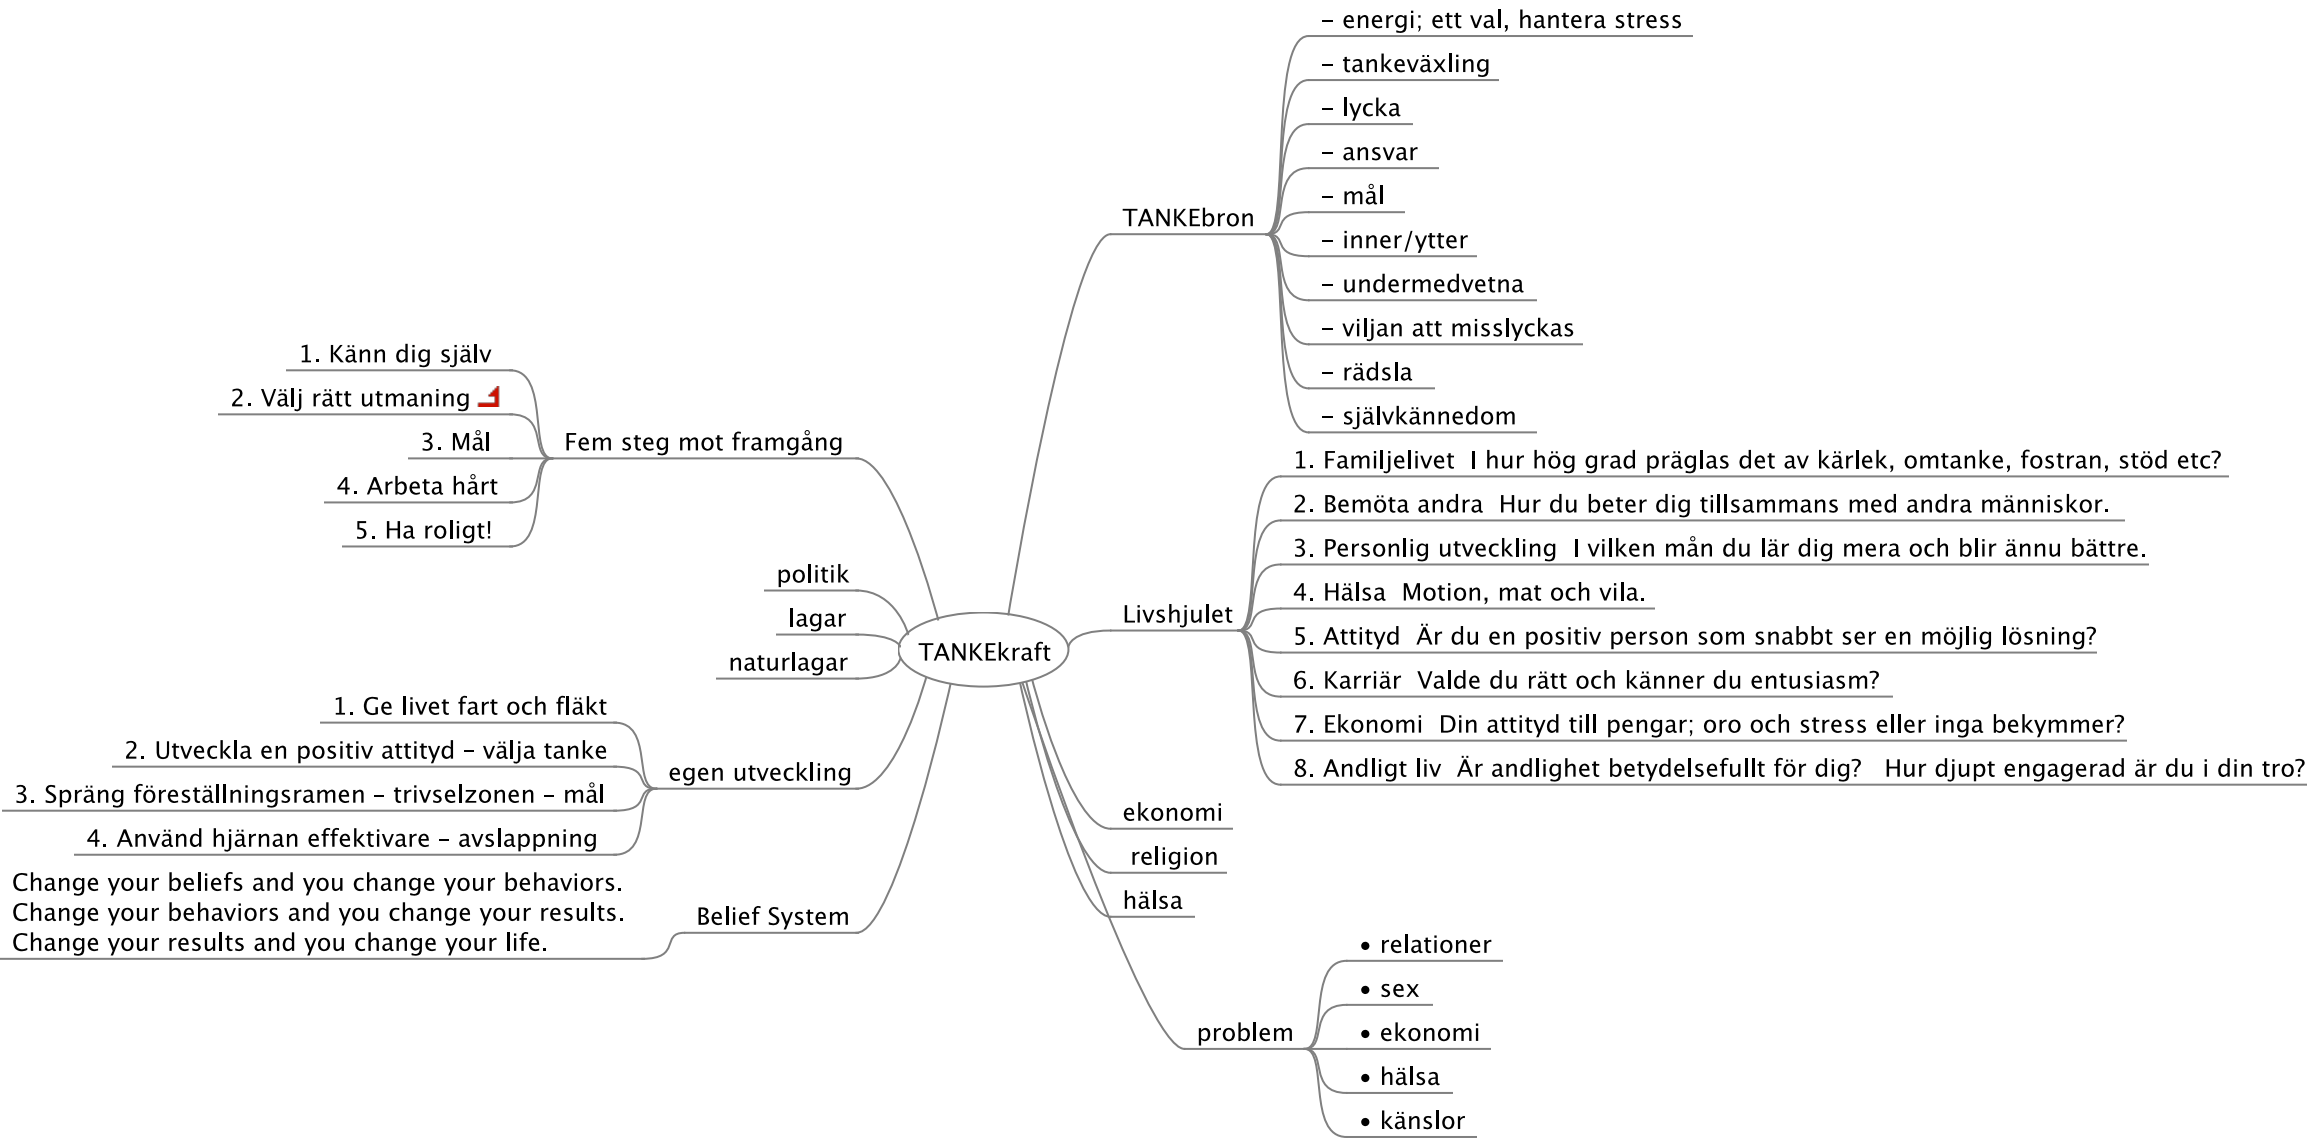 TANKEkraft
TANKEbron
– energi; ett val, hantera stress
– tankeväxling
– lycka
– ansvar
– mål
– inner/ytter
– undermedvetna
– viljan att misslyckas
– rädsla
– självkännedom
Livshjulet
1. Familjelivet  I hur hög grad präglas det av kärlek, omtanke, fostran, stöd etc?
2. Bemöta andra  Hur du beter dig tillsammans med andra människor.
3. Personlig utveckling  I vilken mån du lär dig mera och blir ännu bättre.
4. Hälsa  Motion, mat och vila.
5. Attityd  Är du en positiv person som snabbt ser en möjlig lösning?
6. Karriär  Valde du rätt och känner du entusiasm?
7. Ekonomi  Din attityd till pengar; oro och stress eller inga bekymmer?
8. Andligt liv  Är andlighet betydelsefullt för dig?   Hur djupt engagerad är du i din tro?
ekonomi
religion
hälsa
problem
• relationer
• sex
• ekonomi
• hälsa
• känslor
Fem steg mot framgång
1. Känn dig själv
2. Välj rätt utmaning
3. Mål
4. Arbeta hårt
5. Ha roligt!
politik
lagar
naturlagar
egen utveckling
1. Ge livet fart och fläkt
2. Utveckla en positiv attityd – välja tanke
3. Spräng föreställningsramen – trivselzonen – mål
4. Använd hjärnan effektivare – avslappning
Belief System
Change your beliefs and you change your behaviors.
Change your behaviors and you change your results.
Change your results and you change your life.